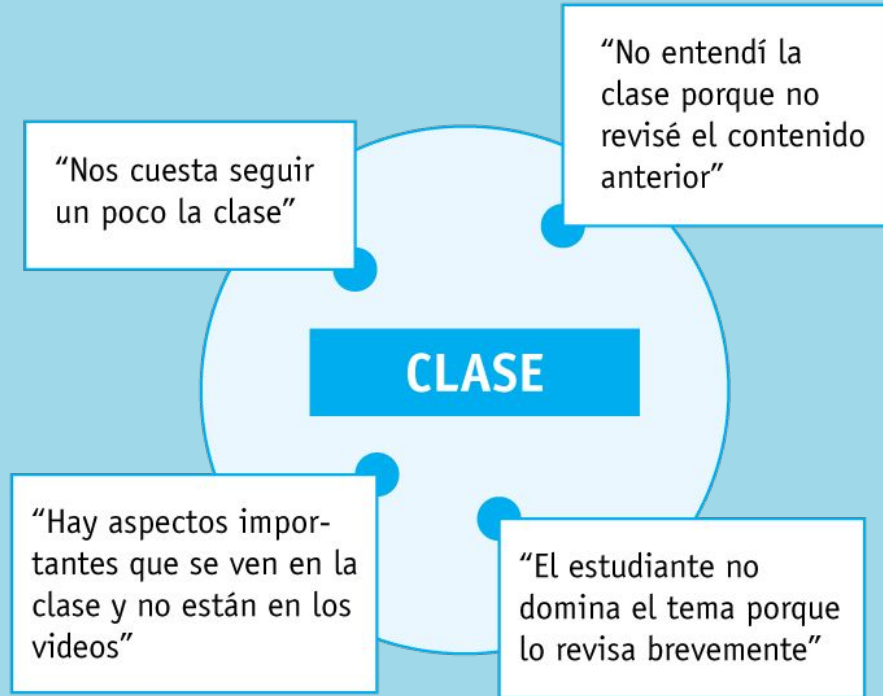 “No entendí la
clase porque no
revisé el contenido
anterior”
“Nos cuesta seguir
un poco la clase”
CLASE
“Hay aspectos impor-
tantes que se ven en la
clase y no están en los
videos”
“El estudiante no
domina el tema porque
lo revisa brevemente”